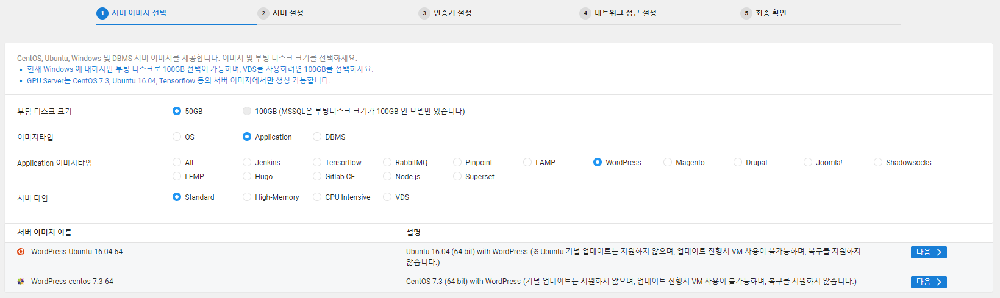 1 서버 이미지 선택 2 서버 설정 3 인증키 설정 4 네트워크 접근 설정 5 최종 확인
CentOS, Ubuntu, Windows 및 DBMS 서버 이미지를 제공합니다. 이미지 및 부팅 디스크 크기를 선택하세요.
• 현재 Windows 에 대해서만 부팅 디스크로 100GB 선택이 가능하며, VDS를 사용하려면 100GB를 선택하세요.
• GPU Server는 CentOS 7.3, Ubuntu 16.04, Tensorflow 등의 서버 이미지에서만 생성 가능합니다.
부팅 디스크 크기 50GB 100GB (MSSQL은 부팅디스크 크기가 100GB 인 모델만 있습니다)
이미지타입 OS Application DBMS
Application 이미지타입 All Jenkins Tensorflow RabbitMQ Pinpoint LAMP WordPress Magento Drupal Joomla! Shadowsocks
LEMP Hugo Gitlab CE Node.js Superset
서버 타입 Standard High-Memory CPU Intensive VDS
서버 이미지 이름 설명
WordPress-Ubuntu-16.04-64 Ubuntu 16.04 (64-bit) with WordPress (※ Ubuntu 커널 업데이트는 지원하지 않으며, 업데이트 진행시 VM 사용이 불가능하며, 복구를 지원하지 다음
않습니다.)
WordPress-centos-7.3-64 CentOS 7.3 (64-bit) with WordPress (커널 업데이트는 지원하지 않으며, 업데이트 진행시 VM 사용이 불가능하며, 복구를 지원하지 않습니다.) 다음